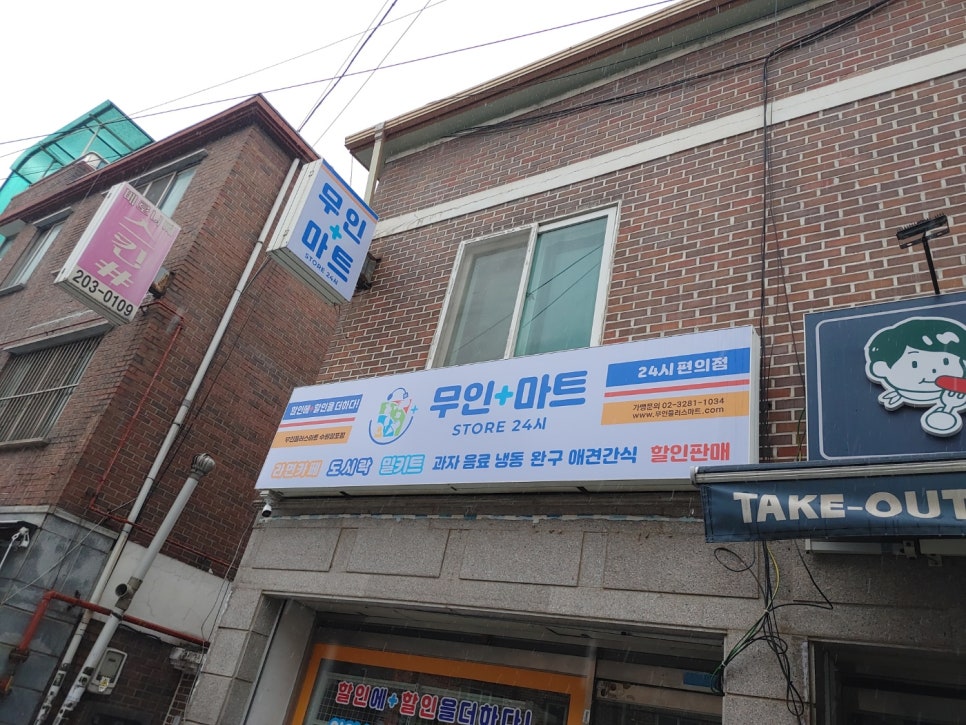 스킨#
203-0109
무인
+
마트
STORE 24시
할인에+할인을더하다!
무인플러스마트 수원영통점
무인+마트
STORE 24시
24시 편의점
가맹문의 02-3281-1034
www.무인플러스마트.com
라면카페 도시락 밀키트 과자 음료 냉동 완구 애견간식 할인판매
TAKE-OUT
할인에+할인을더하다!